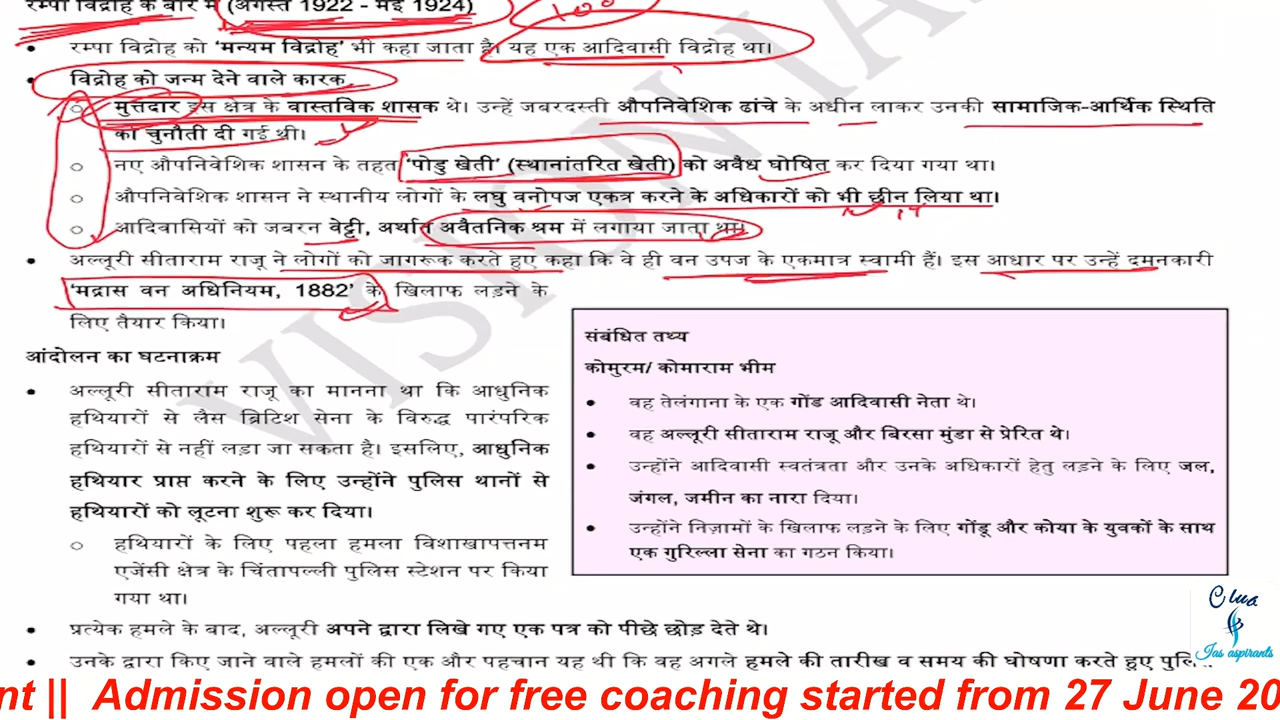 रम्पा विद्रोह के बारे में (अगस्त 1922 - मई 1924)
100
रम्पा विद्रोह को 'मन्यम विद्रोह' भी कहा जाता है। यह एक आदिवासी विद्रोह था।
विद्रोह को जन्म देने वाले कारक
मुत्तदार इस क्षेत्र के वास्तविक शासक थे। उन्हें जबरदस्ती औपनिवेशिक ढांचे के अधीन लाकर उनकी सामाजिक-आर्थिक स्थिति
को चुनौती दी गई थी।
नए औपनिवेशिक शासन के तहत 'पोडु खेती' (स्थानांतरित खेती) को अवैध घोषित कर दिया गया था।
औपनिवेशिक शासन ने स्थानीय लोगों के लघु वनोपज एकत्र करने के अधिकारों को भी छीन लिया था।
आदिवासियों को जबरन वेट्टी, अर्थात अवैतनिक श्रम में लगाया जाता था।
अल्लूरी सीताराम राजू ने लोगों को जागरूक करते हुए कहा कि वे ही वन उपज के एकमात्र स्वामी हैं। इस आधार पर उन्हें दमनकारी
'मद्रास वन अधिनियम, 1882' के खिलाफ लड़ने के
लिए तैयार किया।
आंदोलन का घटनाक्रम
अल्लूरी सीताराम राजू का मानना था कि आधुनिक
हथियारों से लैस ब्रिटिश सेना के विरुद्ध पारंपरिक
हथियारों से नहीं लड़ा जा सकता है। इसलिए, आधुनिक
हथियार प्राप्त करने के लिए उन्होंने पुलिस थानों से
हथियारों को लूटना शुरू कर दिया।
हथियारों के लिए पहला हमला विशाखापत्तनम
एजेंसी क्षेत्र के चिंतापल्ली पुलिस स्टेशन पर किया
गया था।
संबंधित तथ्य
कोमुरम/ कोमाराम भीम
वह तेलंगाना के एक गोंड आदिवासी नेता थे।
वह अल्लूरी सीताराम राजू और बिरसा मुंडा से प्रेरित थे।
उन्होंने आदिवासी स्वतंत्रता और उनके अधिकारों हेतु लड़ने के लिए जल,
जंगल, जमीन का नारा दिया।
उन्होंने निज़ामों के खिलाफ लड़ने के लिए गोंडू और कोया के युवकों के साथ
एक गुरिल्ला सेना का गठन किया।
प्रत्येक हमले के बाद, अल्लूरी अपने द्वारा लिखे गए एक पत्र को पीछे छोड़ देते थे।
उनके द्वारा किए जाने वाले हमलों की एक और पहचान यह थी कि वह अगले हमले की तारीख व समय की घोषणा करते हुए
VISION IA
Ias aspirants
nt || Admission open for free coaching started from 27 June 20